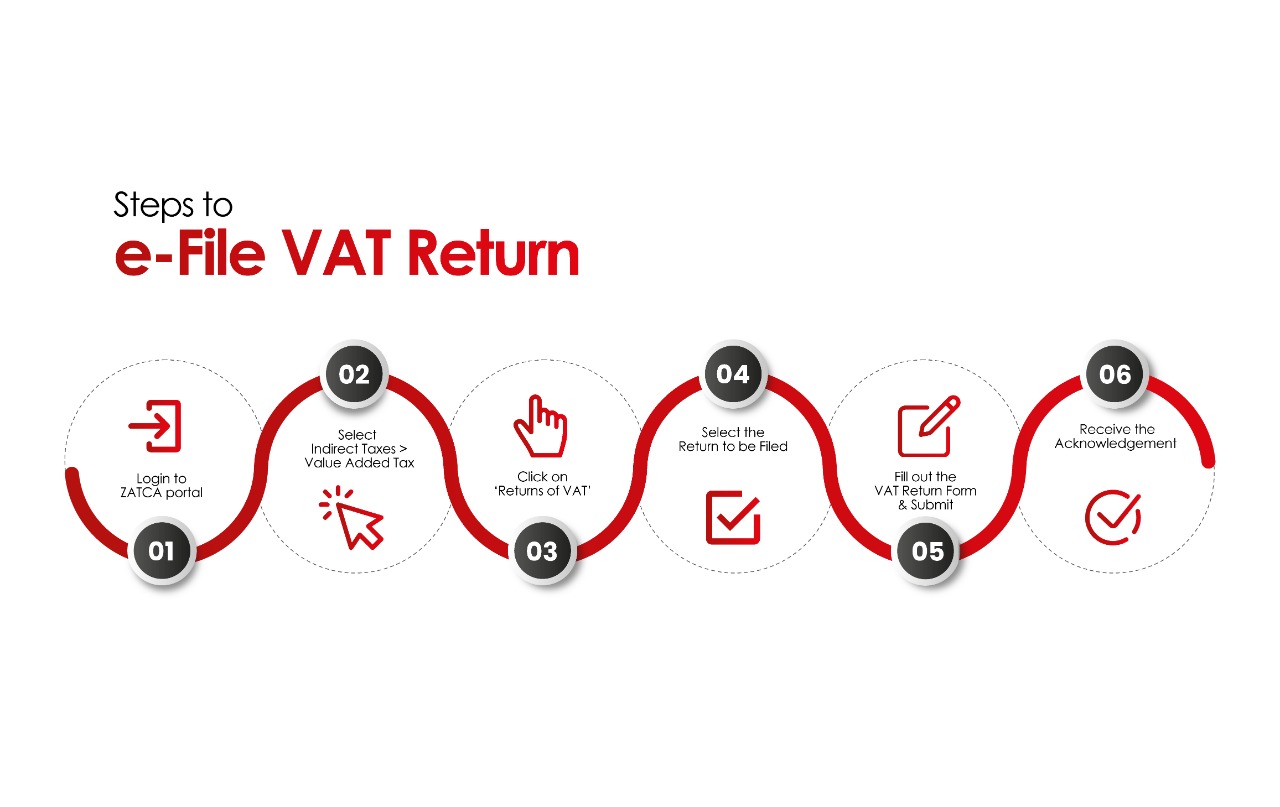 Steps to
e-File VAT Return
01
Login to
ZATCA portal
02
Select
Indirect Taxes >
Value Added Tax
03
Click on
‘Returns of VAT’
04
Select the
Return to be Filed
05
Fill out the
VAT Return Form
& Submit
06
Receive the
Acknowledgement